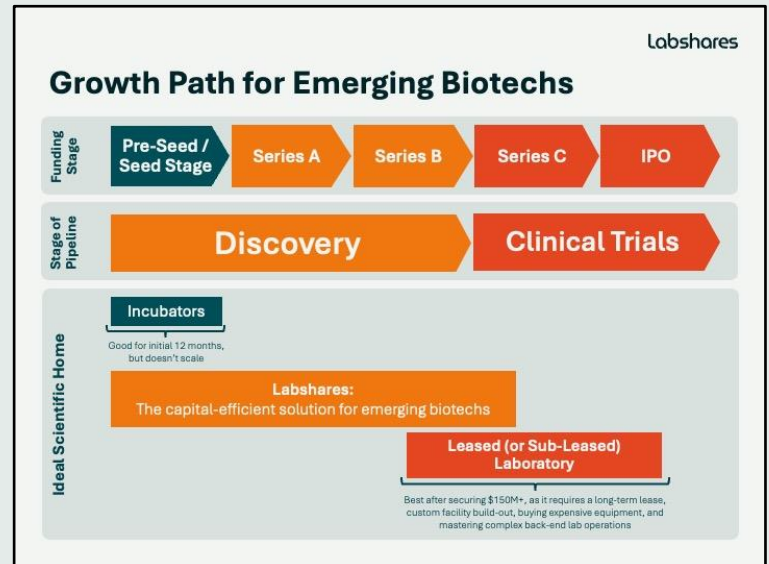 Labshares
Growth Path for Emerging Biotechs
Funding
Stage
Pre-Seed /
Seed Stage
Series A
Series B
Series C
IPO
Stage of
Pipeline
Discovery
Clinical Trials
Ideal Scientific Home
Incubators
Good for initial 12 months,
but doesn't scale
Labshares:
The capital-efficient solution for emerging biotechs
Leased (or Sub-Leased)
Laboratory
Best after securing $150M+, as it requires a long-term lease,
custom facility build-out, buying expensive equipment, and
mastering complex back-end lab operations